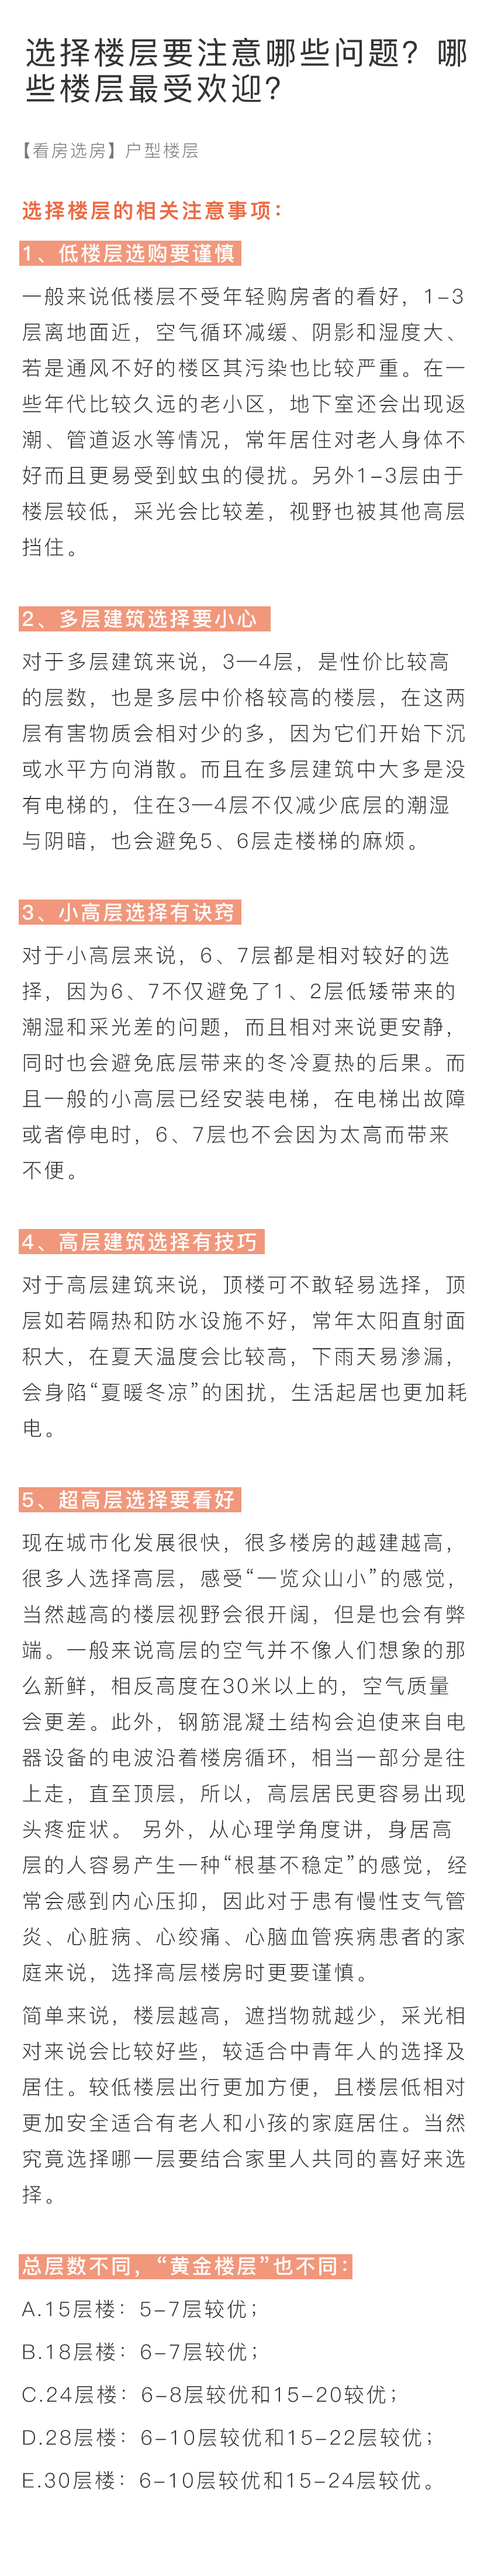 选择楼层要注意哪些问题？哪
些楼层最受欢迎？
【看房选房】户型楼层
选择楼层的相关注意事项：
1、低楼层选购要谨慎
一般来说低楼层不受年轻购房者的看好，1-3
层离地面近，空气循环减缓、阴影和湿度大、
若是通风不好的楼区其污染也比较严重。在一
些年代比较久远的老小区，地下室还会出现返
潮、管道返水等情况，常年居住对老人身体不
好而且更易受到蚊虫的侵扰。另外1-3层由于
楼层较低，采光会比较差，视野也被其他高层
挡住。
2、多层建筑选择要小心
对于多层建筑来说，3—4层，是性价比较高
的层数，也是多层中价格较高的楼层，在这两
层有害物质会相对少的多，因为它们开始下沉
或水平方向消散。而且在多层建筑中大多是没
有电梯的，住在3—4层不仅减少底层的潮湿
与阴暗，也会避免5、6层走楼梯的麻烦。
3、小高层选择有诀窍
对于小高层来说，6、7层都是相对较好的选
择，因为6、7不仅避免了1、2层低矮带来的
潮湿和采光差的问题，而且相对来说更安静，
同时也会避免底层带来的冬冷夏热的后果。而
且一般的小高层已经安装电梯，在电梯出故障
或者停电时，6、7层也不会因为太高而带来
不便。
4、高层建筑选择有技巧
对于高层建筑来说，顶楼可不敢轻易选择，顶
层如若隔热和防水设施不好，常年太阳直射面
积大，在夏天温度会比较高，下雨天易渗漏，
会身陷“夏暖冬凉”的困扰，生活起居也更加耗
电。
5、超高层选择要看好
现在城市化发展很快，很多楼房的越建越高，
很多人选择高层，感受“一览众山小”的感觉，
当然越高的楼层视野会很开阔，但是也会有弊
端。一般来说高层的空气并不像人们想象的那
么新鲜，相反高度在30米以上的，空气质量
会更差。此外，钢筋混凝土结构会迫使来自电
器设备的电波沿着楼房循环，相当一部分是往
上走，直至顶层，所以，高层居民更容易出现
头疼症状。 另外，从心理学角度讲，身居高
层的人容易产生一种“根基不稳定”的感觉，经
常会感到内心压抑，因此对于患有慢性支气管
炎、心脏病、心绞痛、心脑血管疾病患者的家
庭来说，选择高层楼房时更要谨慎。
简单来说，楼层越高，遮挡物就越少，采光相
对来说会比较好些，较适合中青年人的选择及
居住。较低楼层出行更加方便，且楼层低相对
更加安全适合有老人和小孩的家庭居住。当然
究竟选择哪一层要结合家里人共同的喜好来选
择。
总层数不同，“黄金楼层”也不同：
A.15层楼：5-7层较优；
B.18层楼：6-7层较优；
C.24层楼：6-8层较优和15-20较优；
D.28层楼：6-10层较优和15-22层较优；
E.30层楼：6-10层较优和15-24层较优。